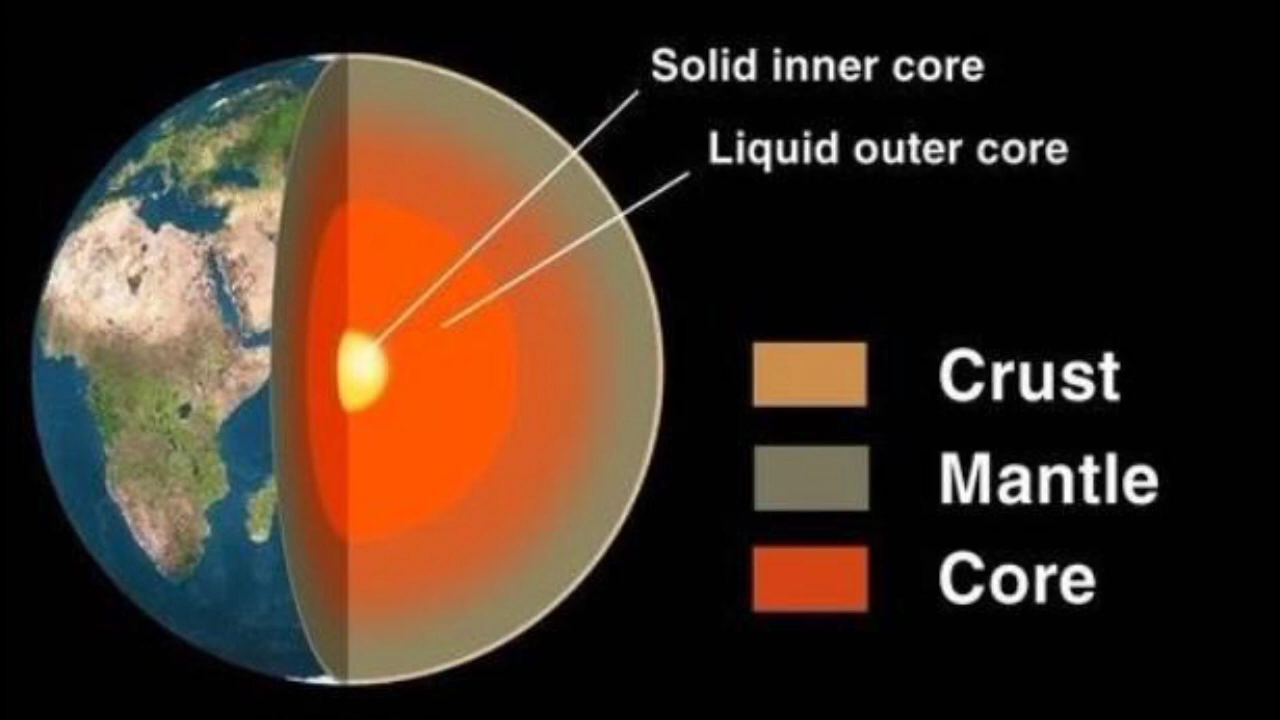 Solid inner core
Liquid outer core
Crust
Mantle
Core